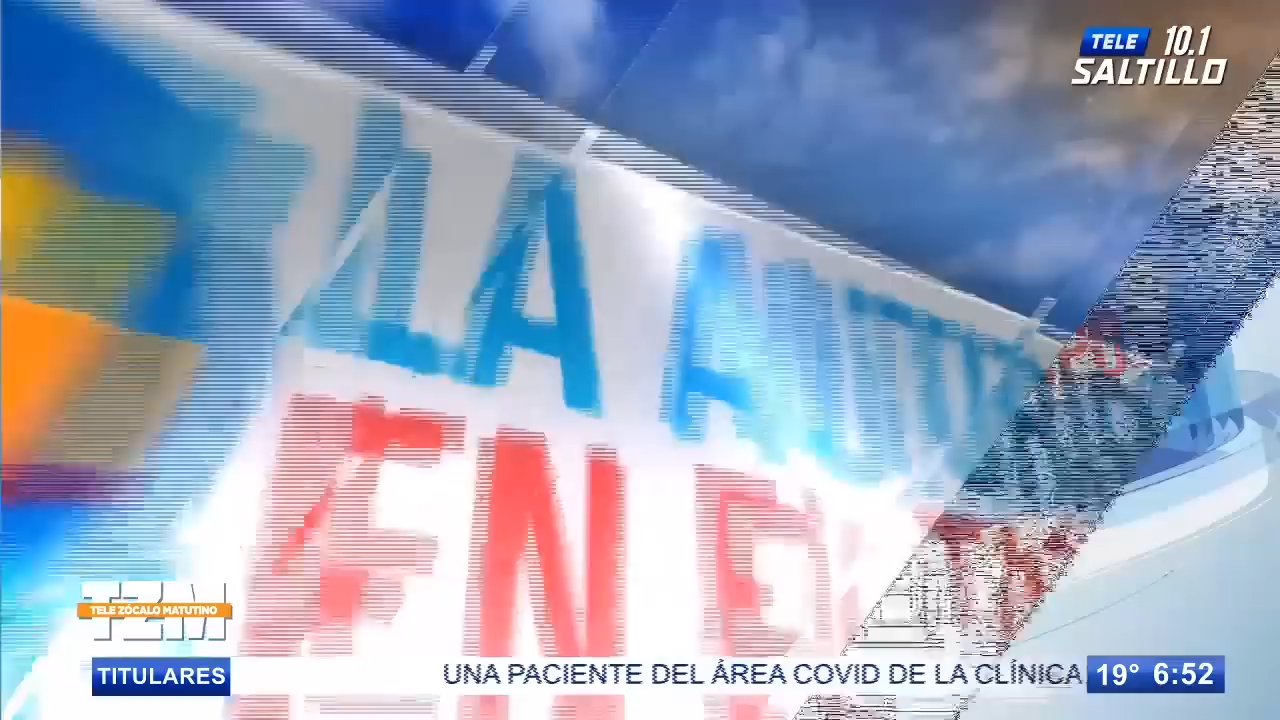 TELE 10.1
SALTILLO
LA
EN
TELE ZÓCALO MATUTINO
TZM
TITULARES
UNA PACIENTE DEL ÁREA COVID DE LA CLÍNICA
19° 6:52